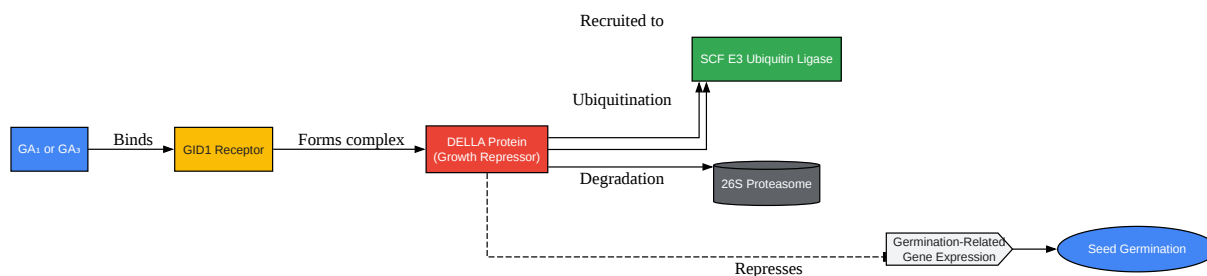 Recruited to
SCF E3 Ubiquitin Ligase
Ubiquitination
GA₁ or GA₃
Binds
GID1 Receptor
Forms complex
DELLA Protein
(Growth Repressor)
Degradation
26S Proteasome
Represses
Germination-Related
Gene Expression
Seed Germination